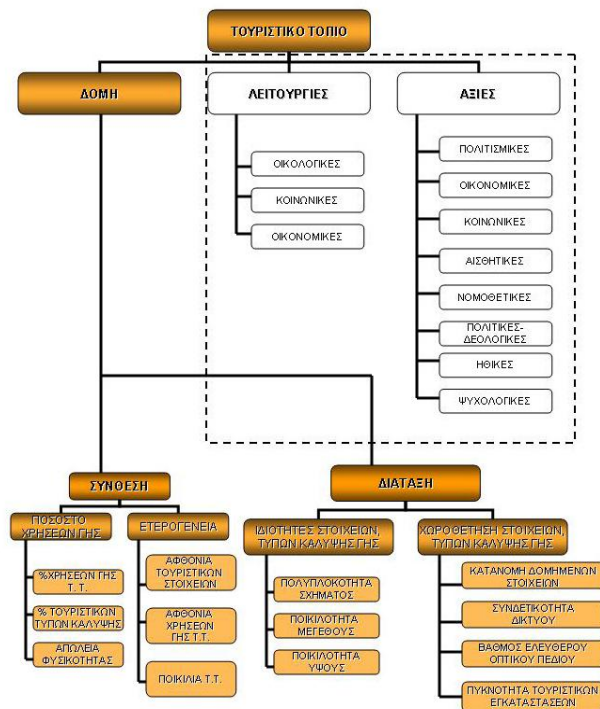 ΤΟΥΡΙΣΤΙΚΟ ΤΟΠΙΟ
ΔΟΜΗ
ΛΕΙΤΟΥΡΓΙΕΣ
ΑΞΙΕΣ
ΟΙΚΟΛΟΓΙΚΕΣ
ΚΟΙΝΩΝΙΚΕΣ
ΟΙΚΟΝΟΜΙΚΕΣ
ΠΟΛΙΤΙΣΜΙΚΕΣ
ΟΙΚΟΝΟΜΙΚΕΣ
ΚΟΙΝΩΝΙΚΕΣ
ΑΙΣΘΗΤΙΚΕΣ
ΝΟΜΟΘΕΤΙΚΕΣ
ΠΟΛΙΤΙΚΕΣ-
ΔΕΟΛΟΓΙΚΕΣ
ΗΘΙΚΕΣ
ΨΥΧΟΛΟΓΙΚΕΣ
ΣΥΝΘΕΣΗ
ΔΙΑΤΑΞΗ
ΠΟΣΟΣΤΟ
ΧΡΗΣΕΩΝ ΓΗΣ
ΕΤΕΡΟΓΕΝΕΙΑ
ΙΔΙΟΤΗΤΕΣ ΣΤΟΙΧΕΙΩΝ,
ΤΥΠΩΝ ΚΑΛΥΨΗΣ ΓΗΣ
ΧΩΡΟΘΕΤΗΣΗ ΣΤΟΙΧΕΙΩΝ,
ΤΥΠΩΝ ΚΑΛΥΨΗΣ ΓΗΣ
%ΧΡΗΣΕΩΝ ΓΗΣ
Τ. Τ.
% ΤΟΥΡΙΣΤΙΚΩΝ
ΤΥΠΩΝ ΚΑΛΥΨΗΣ
ΑΠΩΛΕΙΑ
ΦΥΣΙΚΟΤΗΤΑΣ
ΑΦΘΟΝΙΑ
ΤΟΥΡΙΣΤΙΚΩΝ
ΣΤΟΙΧΕΙΩΝ
ΑΦΘΟΝΙΑ
ΧΡΗΣΕΩΝ
ΓΗΣ Τ.Τ.
ΠΟΙΚΙΛΙΑ Τ.Τ.
ΠΟΛΥΠΛΟΚΟΤΗΤΑ
ΣΧΗΜΑΤΟΣ
ΠΟΙΚΙΛΟΤΗΤΑ
ΜΕΓΕΘΟΥΣ
ΠΟΙΚΙΛΟΤΗΤΑ
ΥΨΟΥΣ
ΚΑΤΑΝΟΜΗ ΔΟΜΗΜΕΝΩΝ
ΣΤΟΙΧΕΙΩΝ
ΣΥΝΔΕΤΙΚΟΤΗΤΑ
ΔΙΚΤΥΟΥ
ΒΑΘΜΟΣ ΕΛΕΥΘΕΡΟΥ
ΟΠΤΙΚΟΥ ΠΕΔΙΟΥ
ΠΥΚΝΟΤΗΤΑ ΤΟΥΡΙΣΤΙΚΩΝ
ΕΓΚΑΤΑΣΤΑΣΕΩΝ